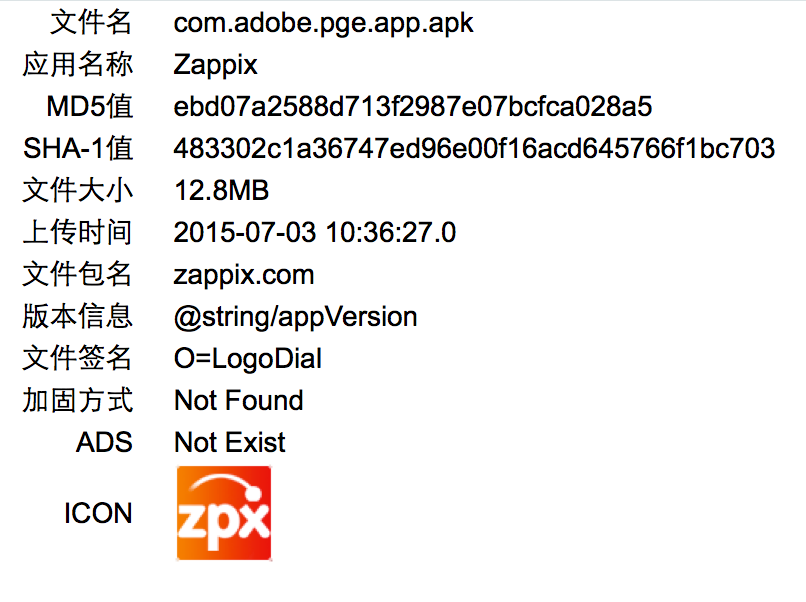 文件名 com.adobe.pge.app.apk
应用名称 Zappix
MD5值 ebd07a2588d713f2987e07bcfca028a5
SHA-1值 483302c1a36747ed96e00f16acd645766f1bc703
文件大小 12.8MB
上传时间 2015-07-03 10:36:27.0
文件包名 zappix.com
版本信息 @string/appVersion
文件签名 O=LogoDial
加固方式 Not Found
ADS Not Exist
ICON zpx